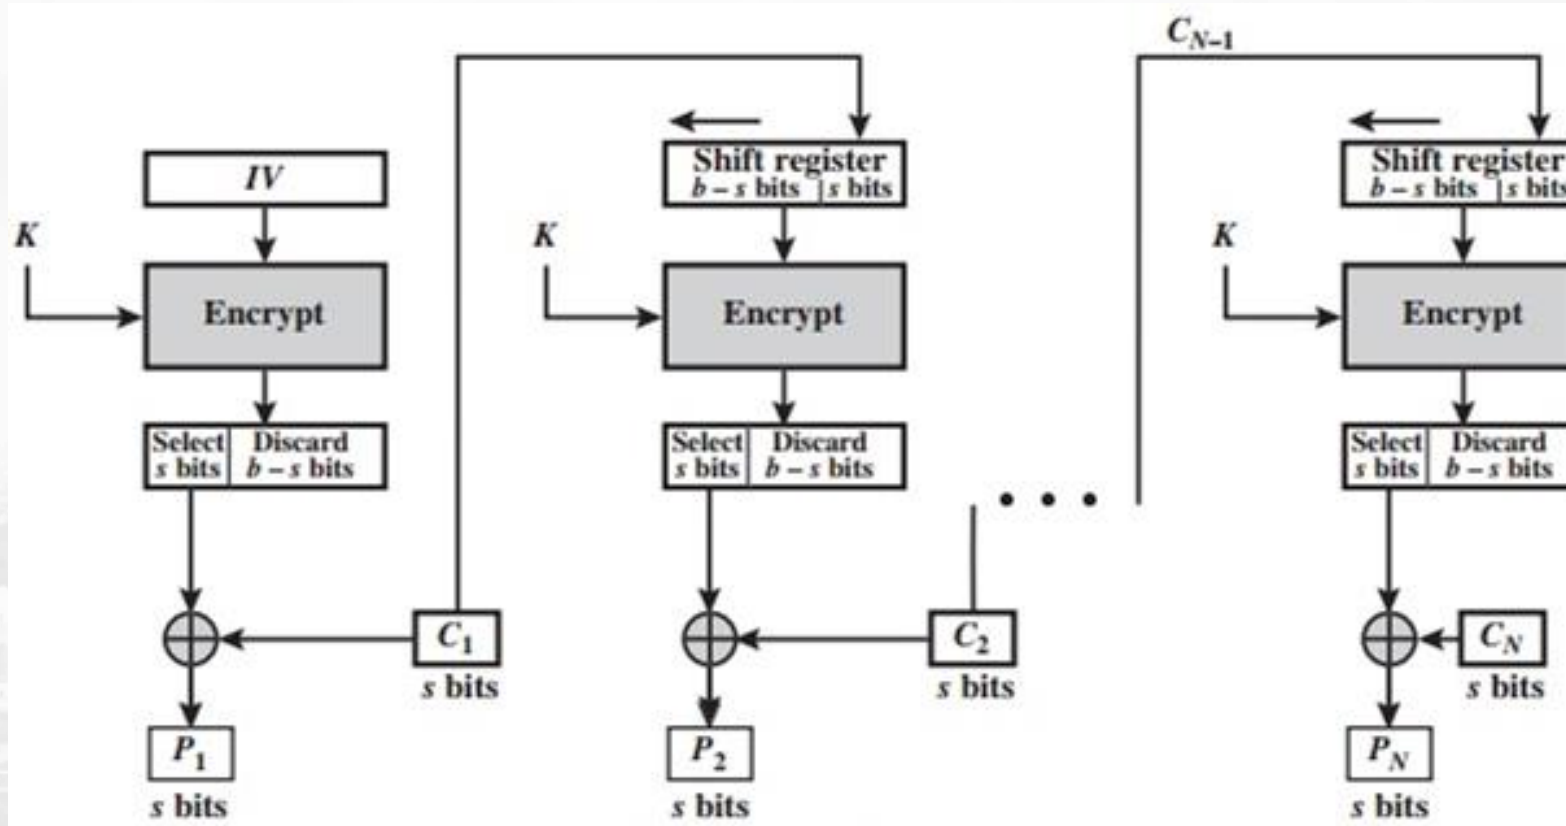 C_{N-1}
IV
Shift register
b – s bits | s bits
Shift register
b – s bits | s bits
K
K
K
Encrypt
Encrypt
Encrypt
Select
s bits
Discard
b – s bits
Select
s bits
Discard
b – s bits
Select
s bits
Discard
b – s bits
C_1
s bits
C_2
s bits
C_N
s bits
P_1
s bits
P_2
s bits
P_N
s bits